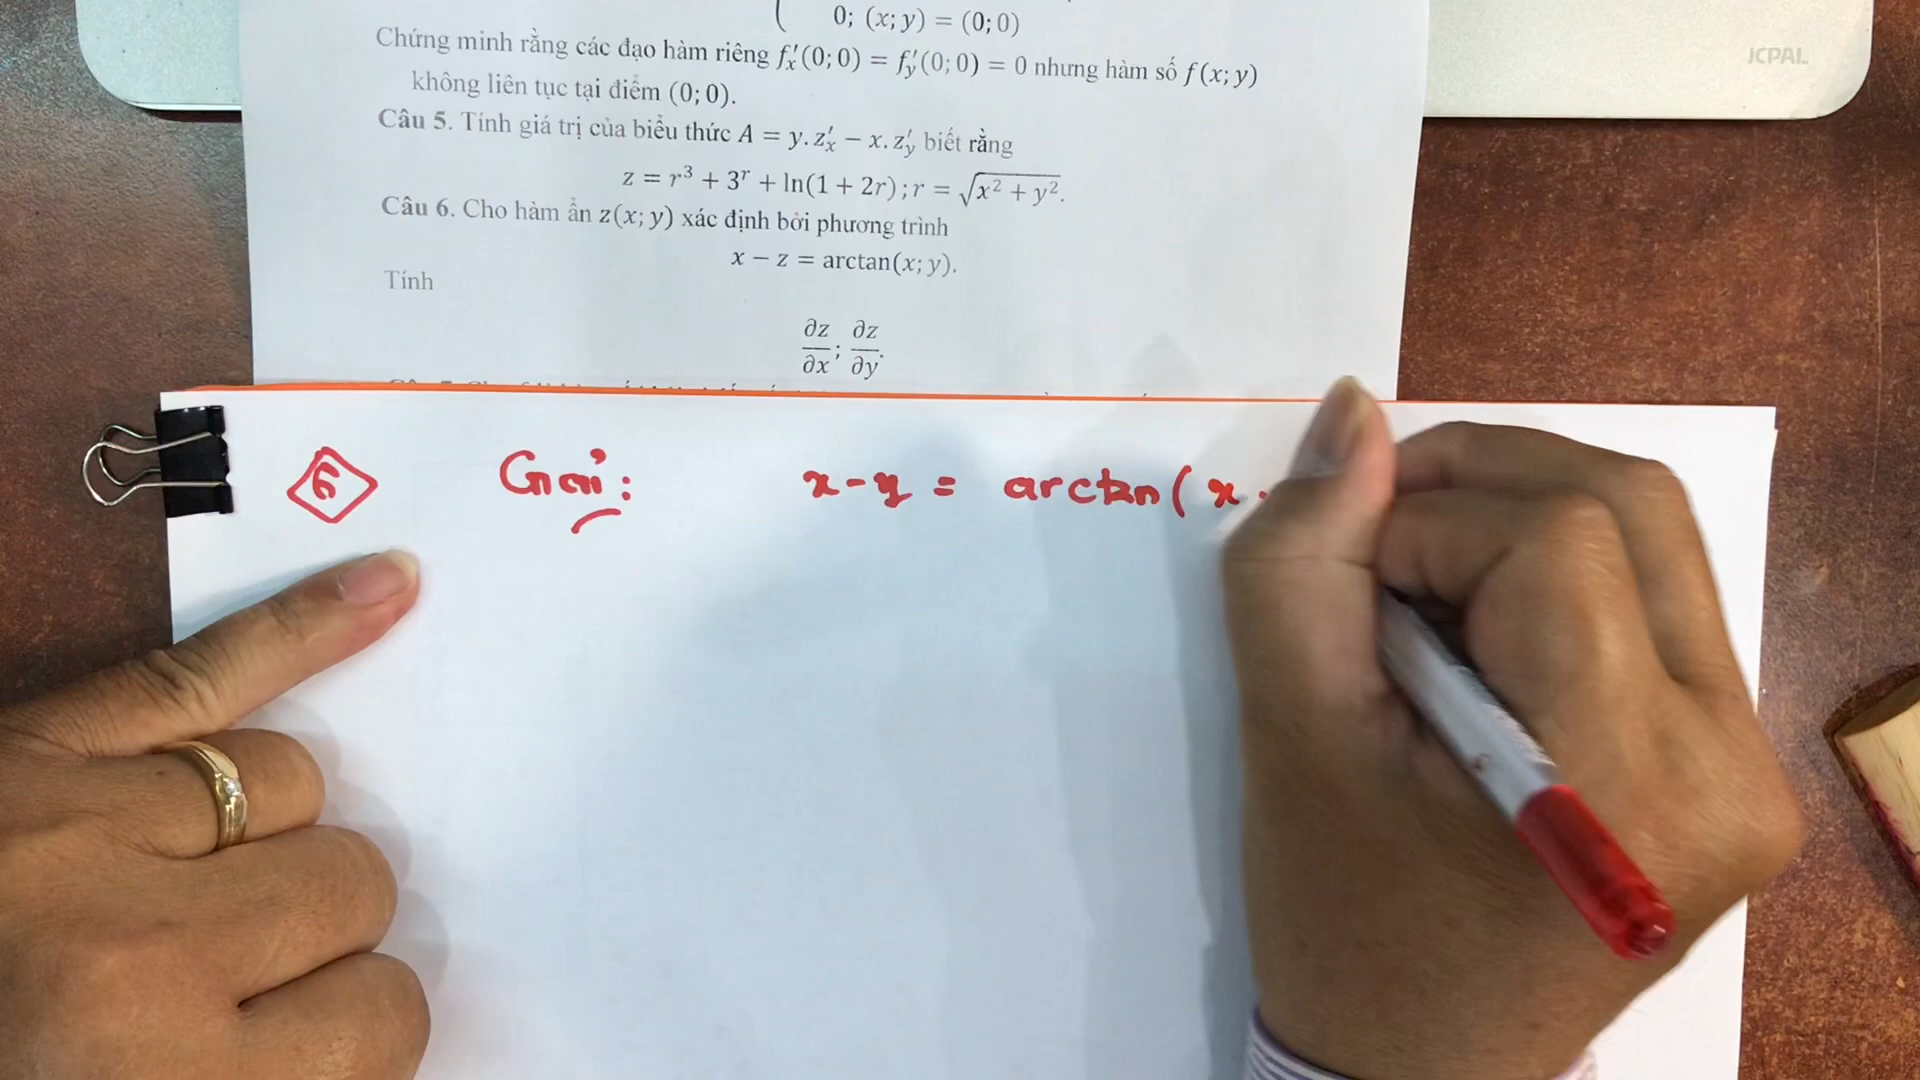 0; (x; y) = (0; 0)
JCPAL
Chứng minh rằng các đạo hàm riêng f′x(0; 0) = f′y(0; 0) = 0 nhưng hàm số f(x; y)
không liên tục tại điểm (0; 0).
Câu 5. Tính giá trị của biểu thức A = y. z′x − x. z′y biết rằng
z = r³ + 3ʳ + ln(1 + 2r) ; r = √(x² + y²).
Câu 6. Cho hàm ẩn z(x; y) xác định bởi phương trình
x − z = arctan(x; y).
Tính
∂z/∂x; ∂z/∂y.
6 Giải: x - y = arctan( x .